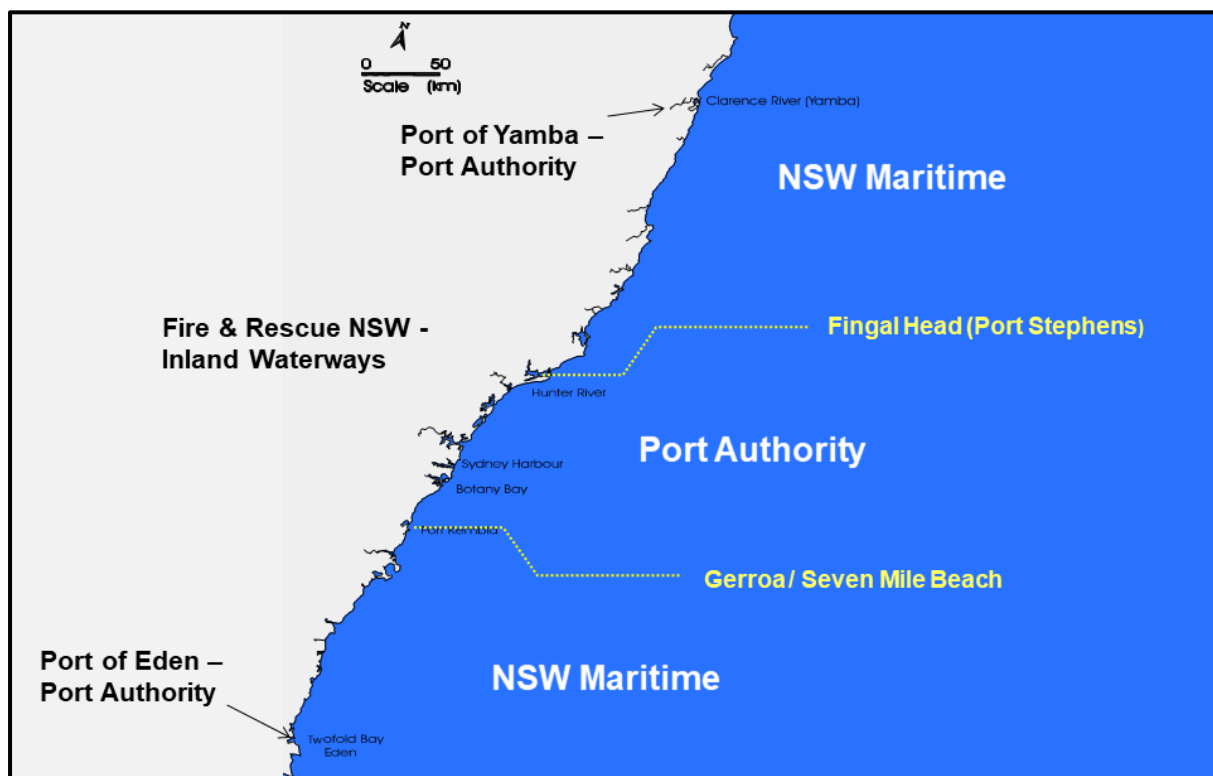 N
0 50
Scale (km)
Clarence River (Yamba)
Port of Yamba –
Port Authority
NSW Maritime
Fire & Rescue NSW -
Inland Waterways
Fingal Head (Port Stephens)
Hunter River
Port Authority
Sydney Harbour
Botany Bay
Port Kembla
Gerroa / Seven Mile Beach
Port of Eden –
Port Authority
NSW Maritime
Twofold Bay
Eden